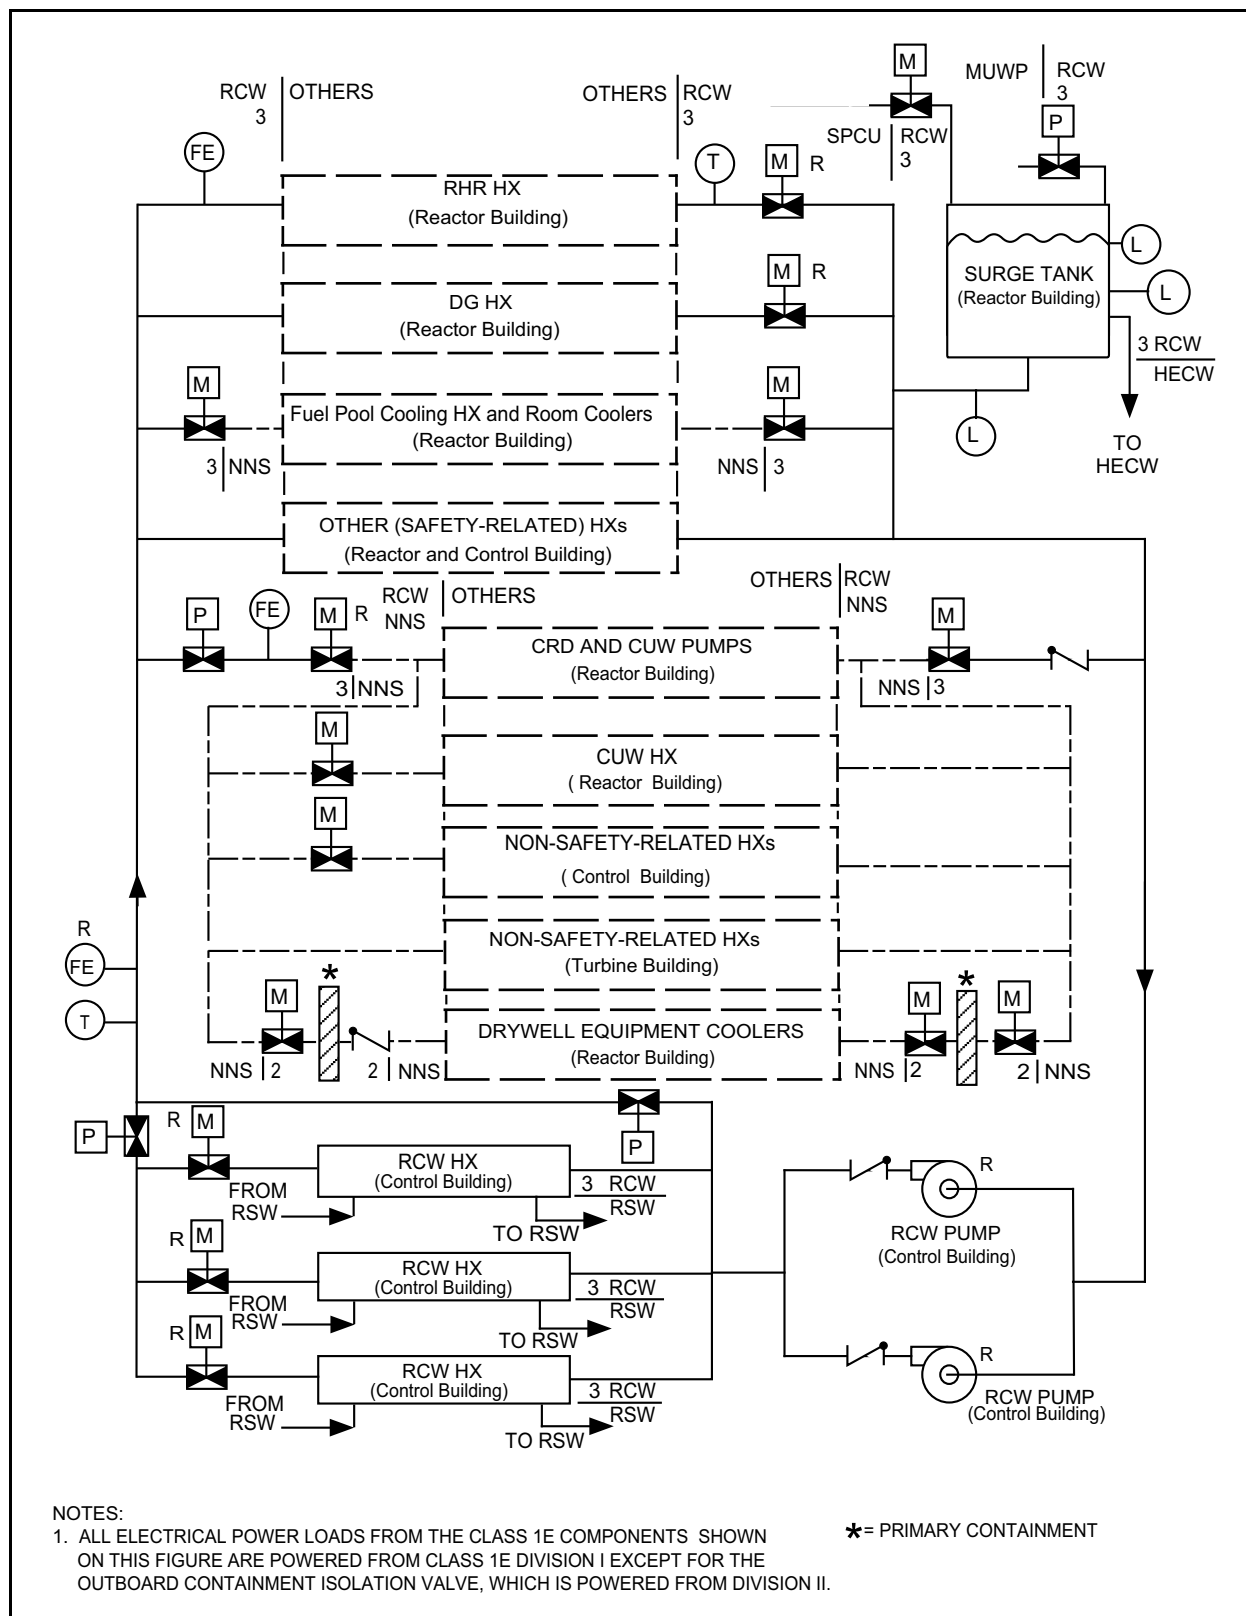 M
MUWP
RCW
3
RCW
3
OTHERS
OTHERS
RCW
3
P
SPCU
RCW
3
FE
T
M
R
RHR HX
(Reactor Building)
L
SURGE TANK
(Reactor Building)
L
M
R
DG HX
(Reactor Building)
3 RCW
HECW
M
M
Fuel Pool Cooling HX and Room Coolers
(Reactor Building)
L
TO
HECW
3
NNS
NNS
3
OTHER (SAFETY-RELATED) HXs
(Reactor and Control Building)
RCW
NNS
OTHERS
OTHERS
RCW
NNS
P
FE
M
R
M
CRD AND CUW PUMPS
(Reactor Building)
3
NNS
NNS
3
M
CUW HX
( Reactor Building)
M
NON-SAFETY-RELATED HXs
( Control Building)
R
FE
NON-SAFETY-RELATED HXs
(Turbine Building)
*
*
M
M
M
T
DRYWELL EQUIPMENT COOLERS
(Reactor Building)
NNS
2
2
NNS
NNS
2
2
NNS
P
R
M
P
RCW HX
(Control Building)
3 RCW
RSW
FROM
RSW
TO RSW
R
RCW PUMP
(Control Building)
R
M
RCW HX
(Control Building)
3 RCW
RSW
FROM
RSW
TO RSW
R
M
RCW HX
(Control Building)
3 RCW
RSW
FROM
RSW
TO RSW
R
RCW PUMP
(Control Building)
NOTES:
1. ALL ELECTRICAL POWER LOADS FROM THE CLASS 1E COMPONENTS SHOWN
ON THIS FIGURE ARE POWERED FROM CLASS 1E DIVISION I EXCEPT FOR THE
OUTBOARD CONTAINMENT ISOLATION VALVE, WHICH IS POWERED FROM DIVISION II.
*= PRIMARY CONTAINMENT